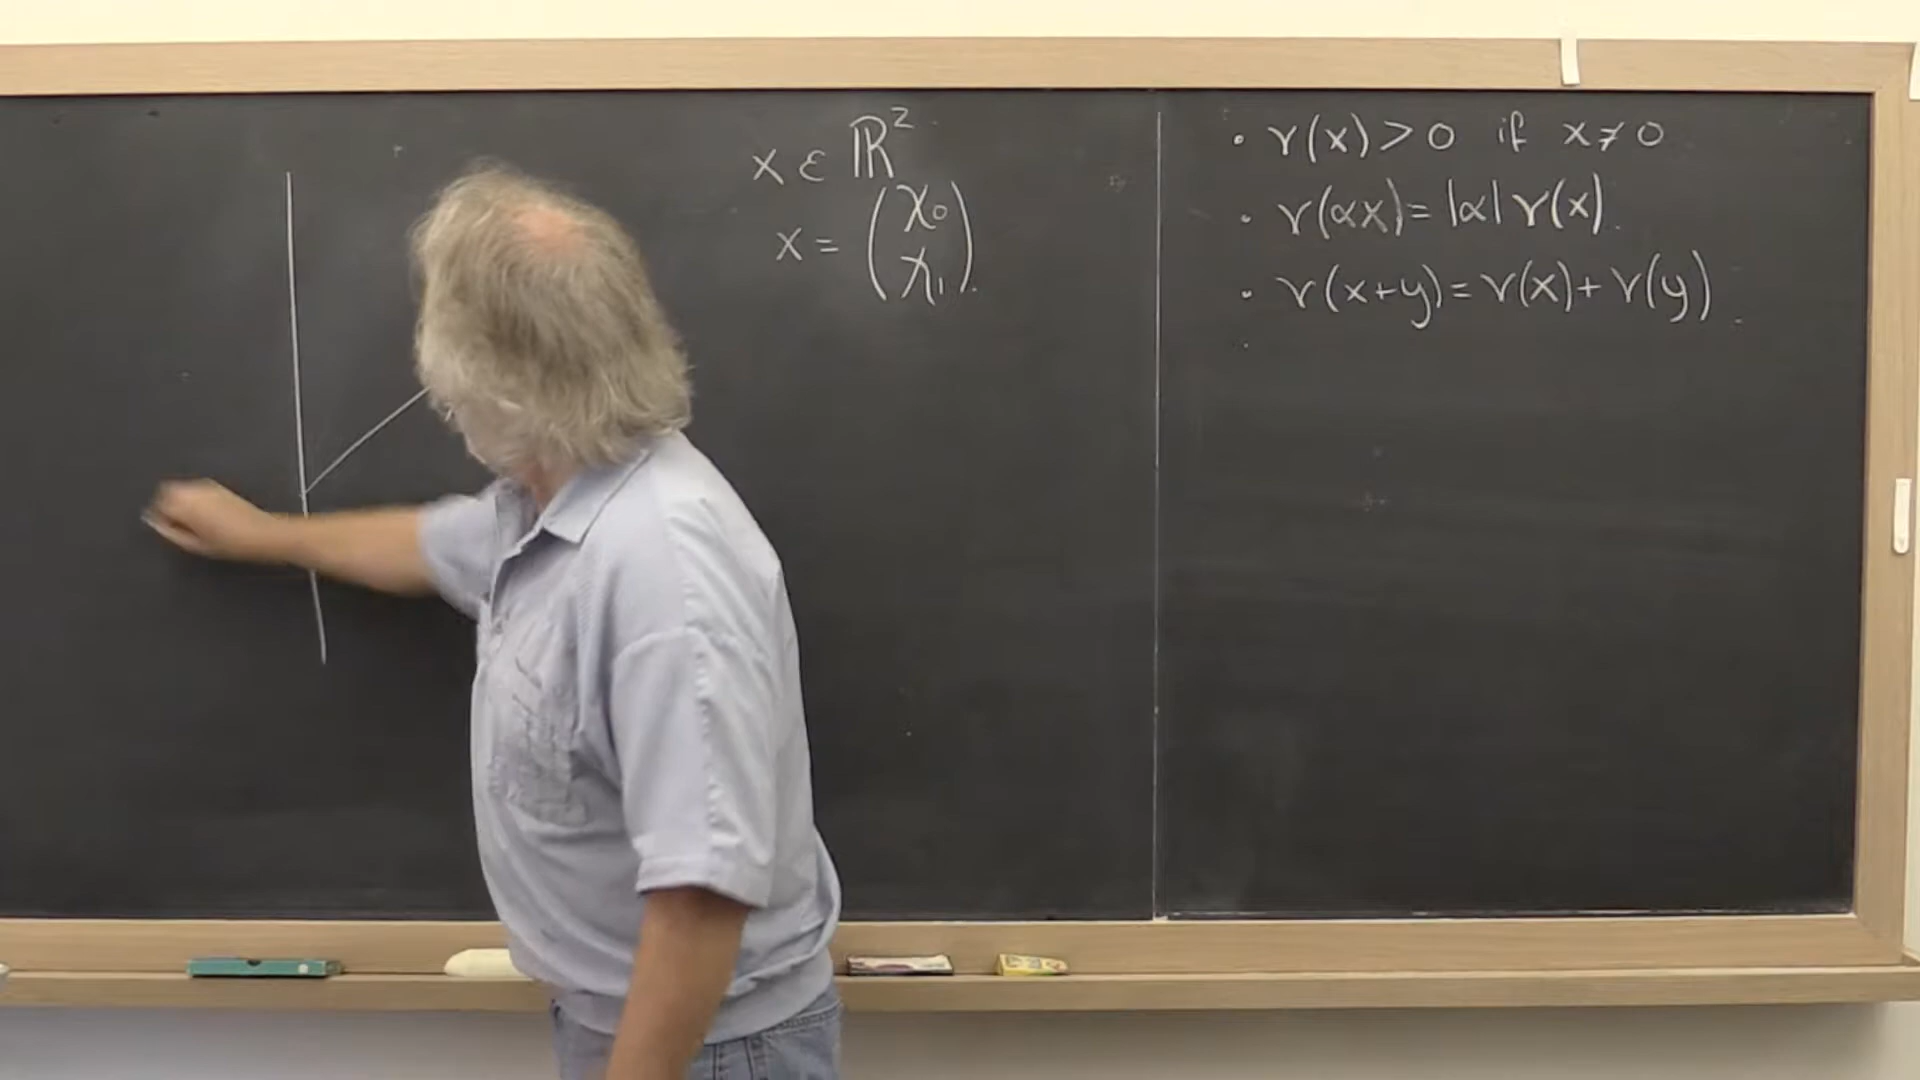 x ε ℝ²
x = (χ₀
χ₁).
· ν(x) > 0 if x ≠ 0
· ν(αx) = |α| ν(x).
· ν(x+y) = ν(x) + ν(y).